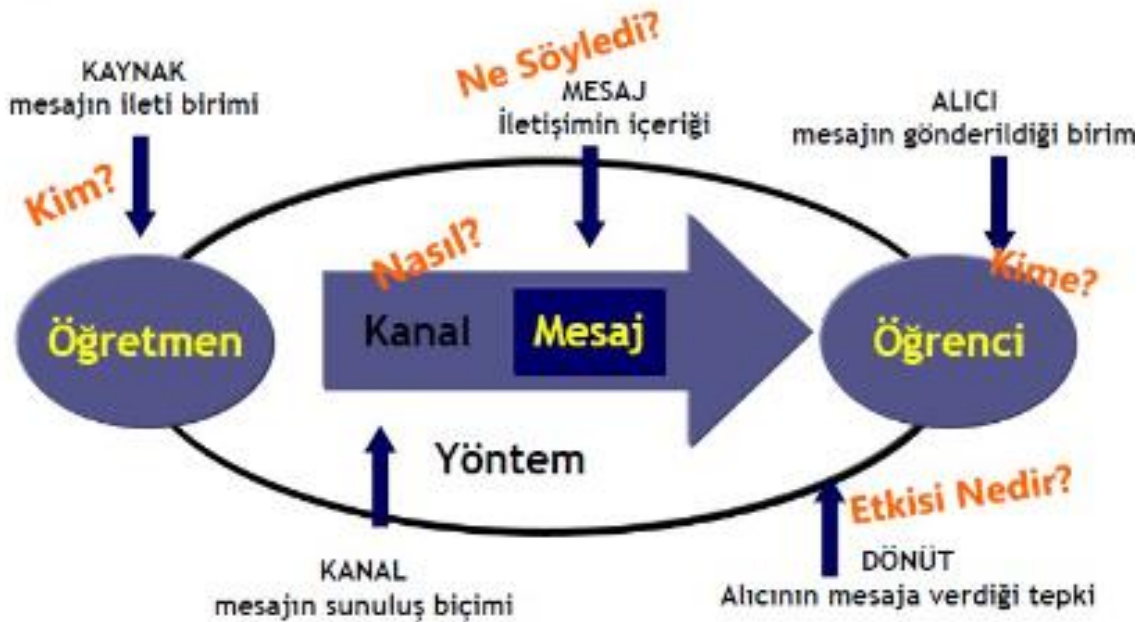 Ne Söyledi?
KAYNAK
mesajın ileti birimi
MESAJ
İletişimin içeriği
ALICI
mesajın gönderildiği birim
Kim?
Nasıl?
Kime?
Öğretmen
Kanal
Mesaj
Öğrenci
Yöntem
Etkisi Nedir?
KANAL
mesajın sunuluş biçimi
DÖNÜT
Alıcının mesaja verdiği tepki